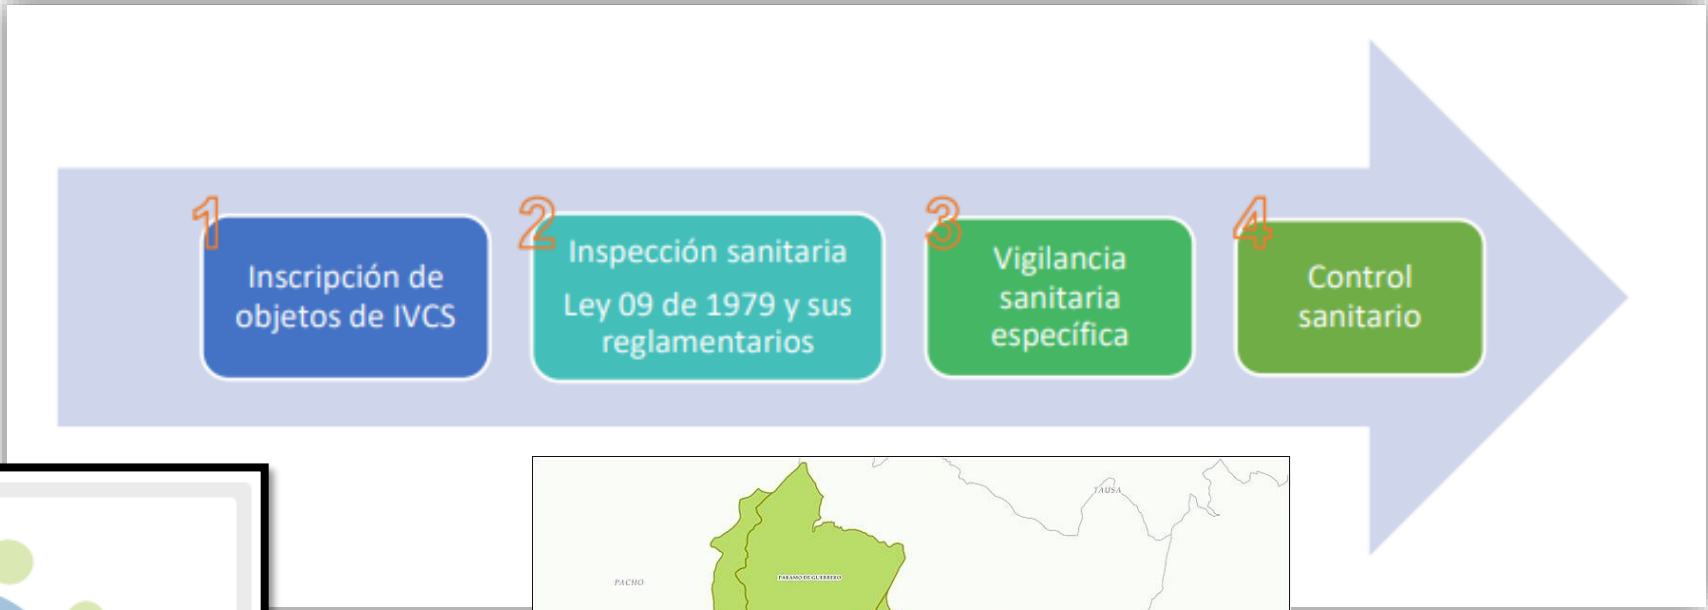 1
Inscripción de
objetos de IVCS
2
Inspección sanitaria
Ley 09 de 1979 y sus
reglamentarios
3
Vigilancia
sanitaria
específica
4
Control
sanitario
TAUSA
PACHO
PÁRAMO DE GUERRERO